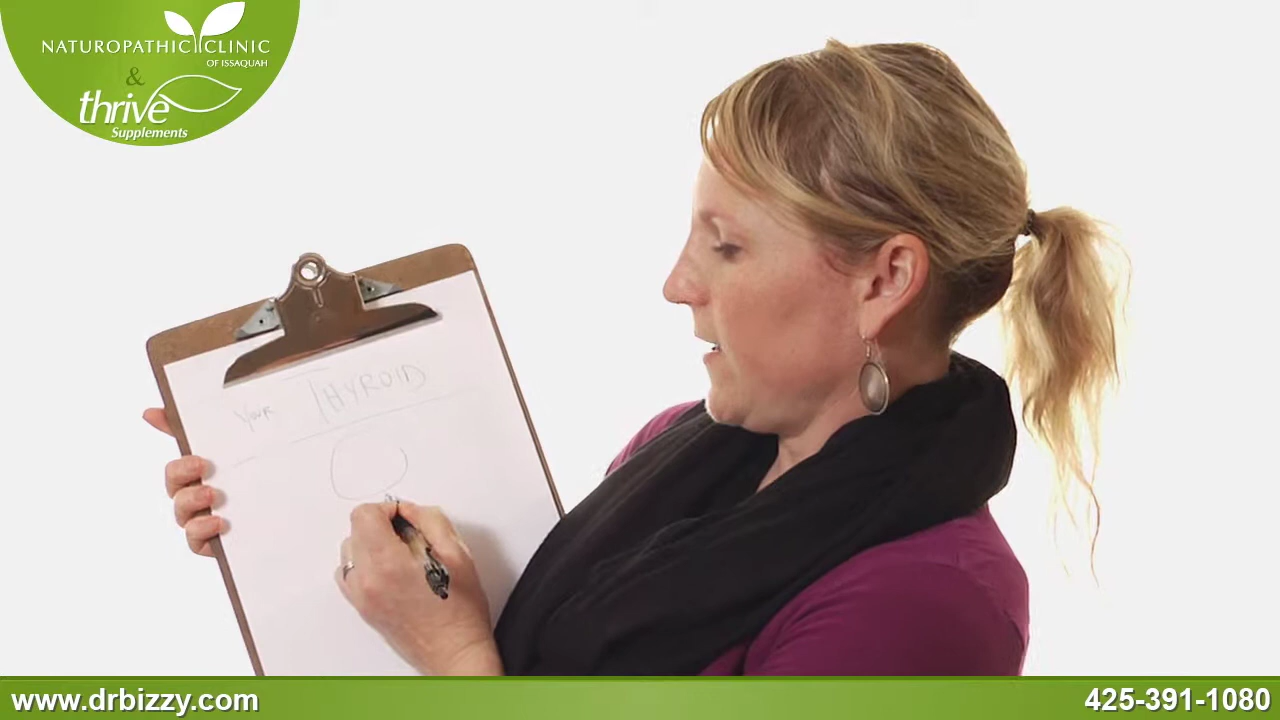 NATUROPATHIC CLINIC
OF ISSAQUAH
&
thrive
Supplements
YOUR THYROID
www.drbizzy.com 425-391-1080